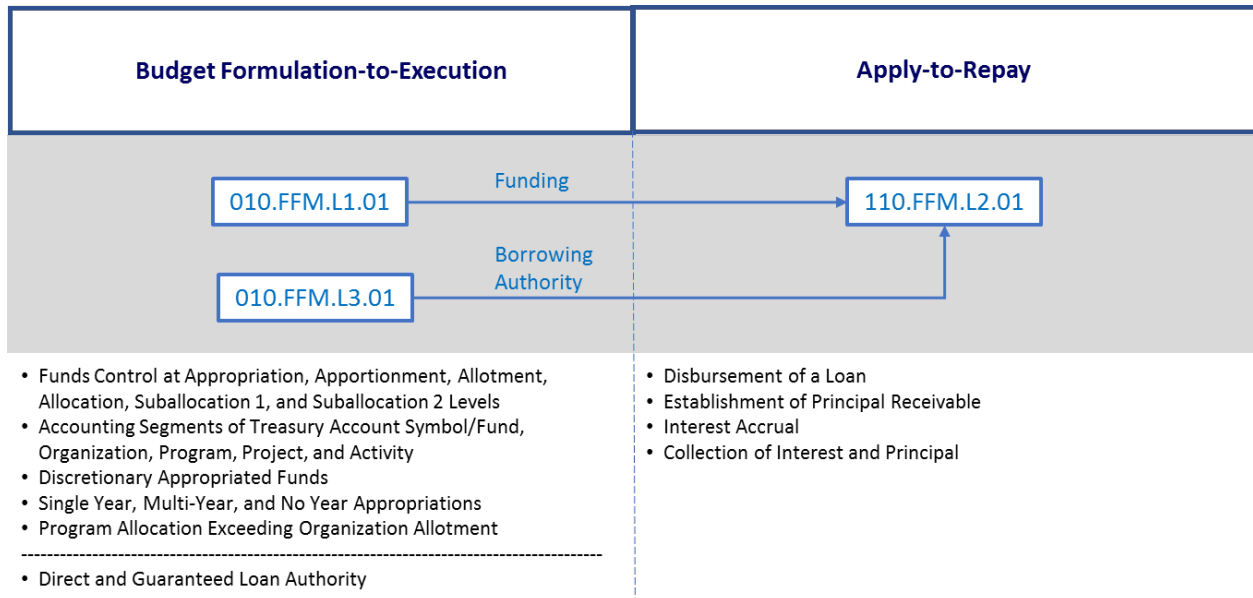 Budget Formulation-to-Execution
Apply-to-Repay
Funding
010.FFM.L1.01
110.FFM.L2.01
Borrowing
Authority
010.FFM.L3.01
• Funds Control at Appropriation, Apportionment, Allotment,
Allocation, Suballocation 1, and Suballocation 2 Levels
• Accounting Segments of Treasury Account Symbol/Fund,
Organization, Program, Project, and Activity
• Discretionary Appropriated Funds
• Single Year, Multi-Year, and No Year Appropriations
• Program Allocation Exceeding Organization Allotment
------------------------------------------------------------------------------------------
• Direct and Guaranteed Loan Authority
• Disbursement of a Loan
• Establishment of Principal Receivable
• Interest Accrual
• Collection of Interest and Principal